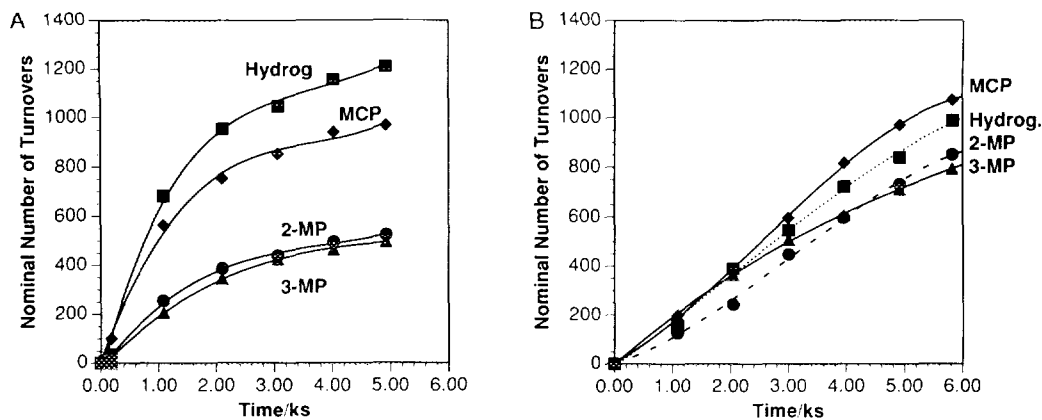 A
Nominal Number of Turnovers
1400
1200
1000
800
600
400
200
0
Hydrog
MCP
2-MP
3-MP
0.00 1.00 2.00 3.00 4.00 5.00 6.00
Time/ks
B
Nominal Number of Turnovers
1400
1200
1000
800
600
400
200
0
MCP
Hydrog.
2-MP
3-MP
0.00 1.00 2.00 3.00 4.00 5.00 6.00
Time/ks